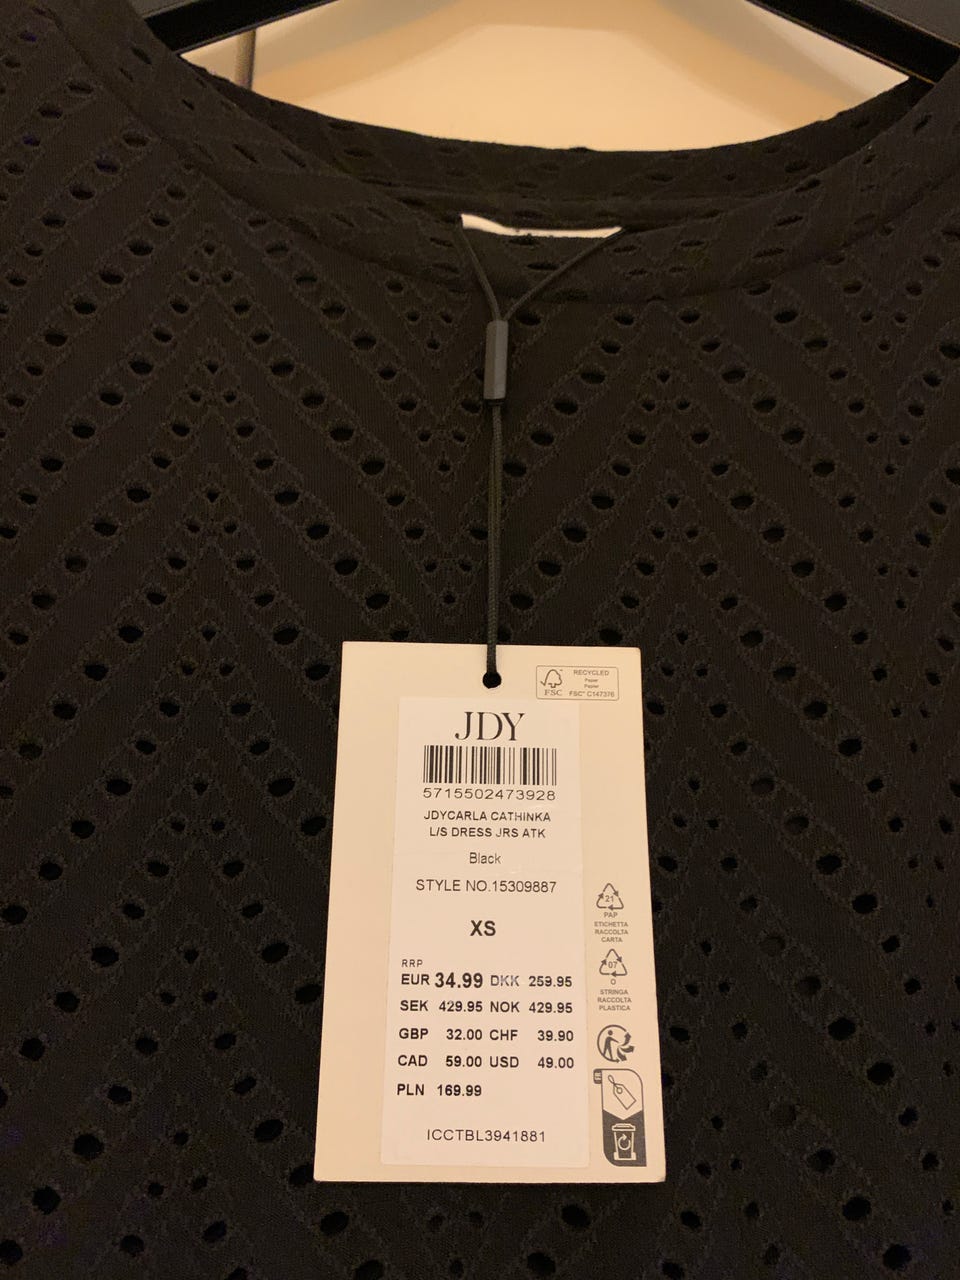 RECYCLED
Paper
Papier
FSC® C147376
FSC
JDY
5715502473928
JDYCARLA CATHINKA
L/S DRESS JRS ATK
Black
STYLE NO.15309887
XS
RRP
EUR 34.99 DKK 259.95
SEK 429.95 NOK 429.95
GBP 32.00 CHF 39.90
CAD 59.00 USD 49.00
PLN 169.99
ICCTBL3941881
21
PAP
ETICHETTA
RACCOLTA
CARTA
07
O
STRINGA
RACCOLTA
PLASTICA
FR